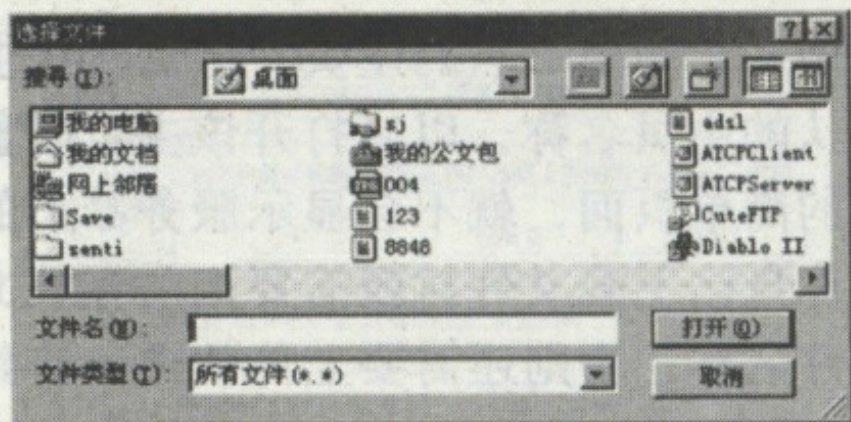 选择文件
搜寻(I): 桌面
我的电脑
我的文档
网上邻居
Save
senti
sj
我的公文包
004
123
8848
adsl
ATCPClient
ATCPServer
CuteFTP
Diablo II
文件名(N): 打开(O)
文件类型(T): 所有文件(*.*) 取消